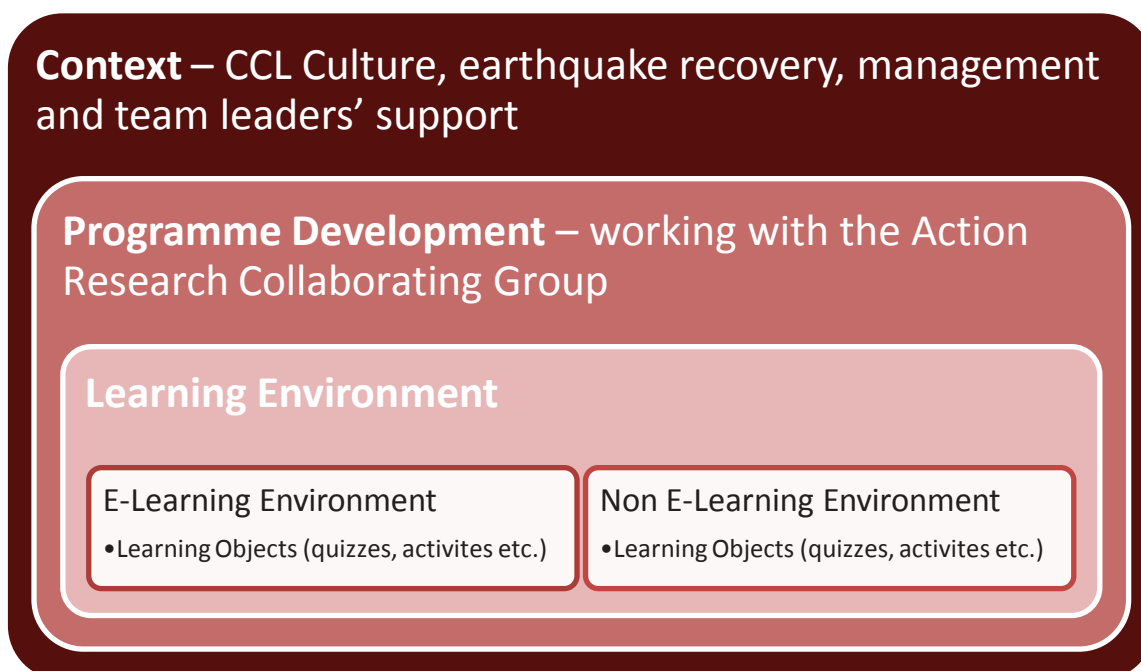 Context – CCL Culture, earthquake recovery, management
and team leaders’ support
Programme Development – working with the Action
Research Collaborating Group
Learning Environment
E-Learning Environment
•Learning Objects (quizzes, activites etc.)
Non E-Learning Environment
•Learning Objects (quizzes, activites etc.)